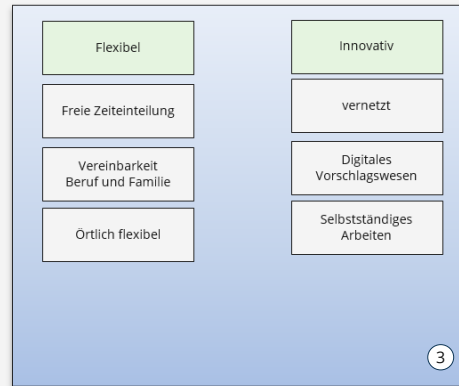 Flexibel
Freie Zeiteinteilung
Vereinbarkeit
Beruf und Familie
Örtlich flexibel
Innovativ
vernetzt
Digitales
Vorschlagswesen
Selbstständiges
Arbeiten
3